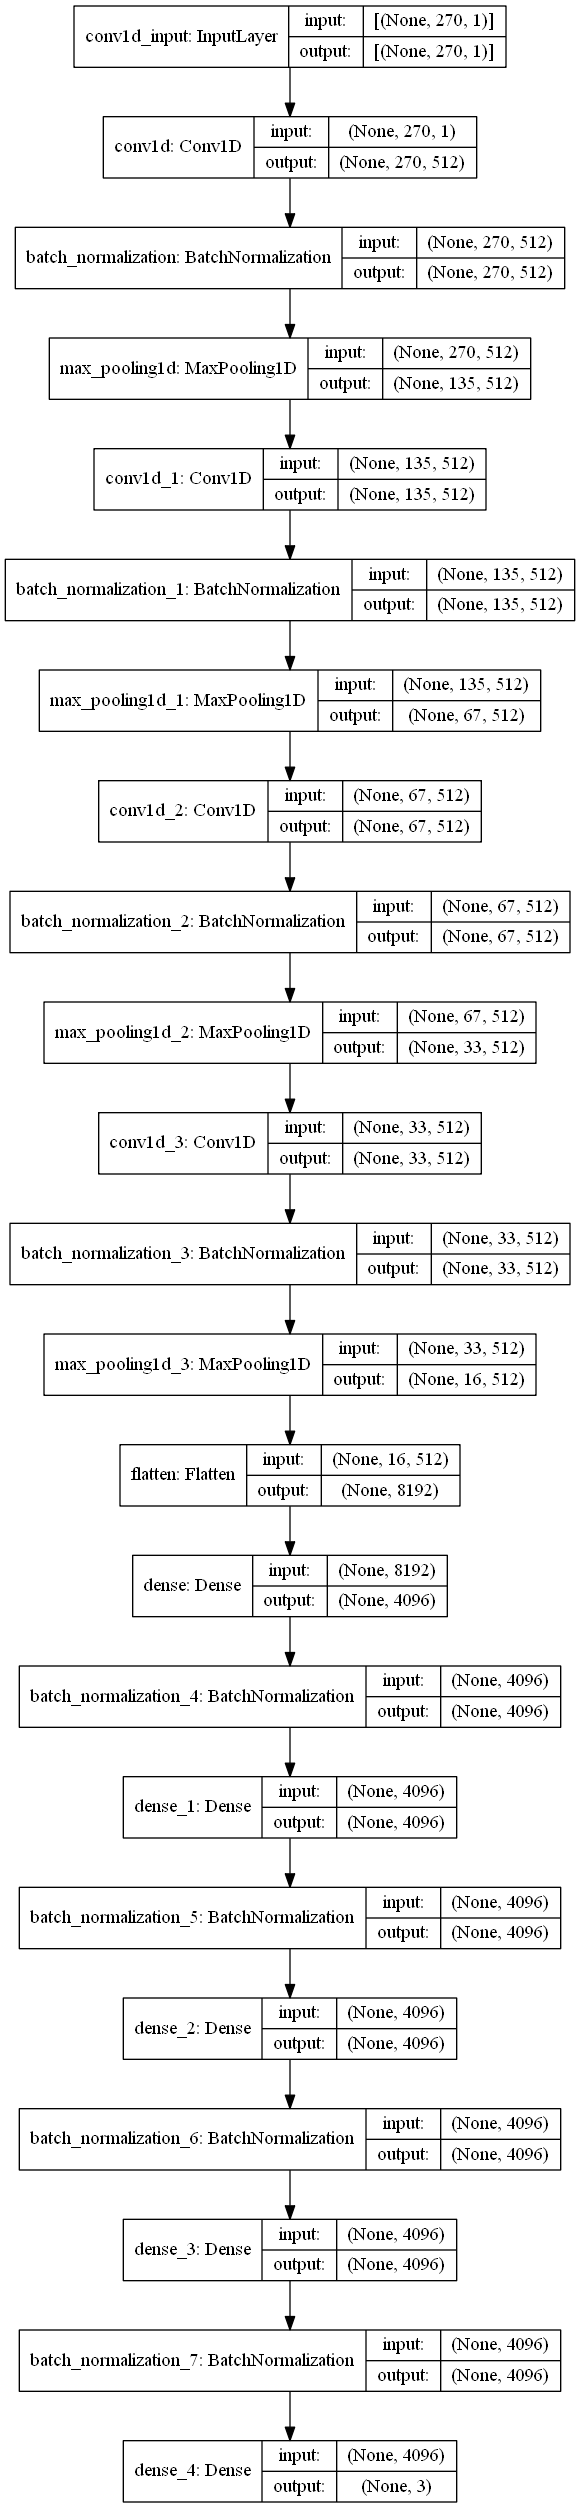 conv1d_input: InputLayer
input: [(None, 270, 1)]
output: [(None, 270, 1)]
conv1d: Conv1D
input: (None, 270, 1)
output: (None, 270, 512)
batch_normalization: BatchNormalization
input: (None, 270, 512)
output: (None, 270, 512)
max_pooling1d: MaxPooling1D
input: (None, 270, 512)
output: (None, 135, 512)
conv1d_1: Conv1D
input: (None, 135, 512)
output: (None, 135, 512)
batch_normalization_1: BatchNormalization
input: (None, 135, 512)
output: (None, 135, 512)
max_pooling1d_1: MaxPooling1D
input: (None, 135, 512)
output: (None, 67, 512)
conv1d_2: Conv1D
input: (None, 67, 512)
output: (None, 67, 512)
batch_normalization_2: BatchNormalization
input: (None, 67, 512)
output: (None, 67, 512)
max_pooling1d_2: MaxPooling1D
input: (None, 67, 512)
output: (None, 33, 512)
conv1d_3: Conv1D
input: (None, 33, 512)
output: (None, 33, 512)
batch_normalization_3: BatchNormalization
input: (None, 33, 512)
output: (None, 33, 512)
max_pooling1d_3: MaxPooling1D
input: (None, 33, 512)
output: (None, 16, 512)
flatten: Flatten
input: (None, 16, 512)
output: (None, 8192)
dense: Dense
input: (None, 8192)
output: (None, 4096)
batch_normalization_4: BatchNormalization
input: (None, 4096)
output: (None, 4096)
dense_1: Dense
input: (None, 4096)
output: (None, 4096)
batch_normalization_5: BatchNormalization
input: (None, 4096)
output: (None, 4096)
dense_2: Dense
input: (None, 4096)
output: (None, 4096)
batch_normalization_6: BatchNormalization
input: (None, 4096)
output: (None, 4096)
dense_3: Dense
input: (None, 4096)
output: (None, 4096)
batch_normalization_7: BatchNormalization
input: (None, 4096)
output: (None, 4096)
dense_4: Dense
input: (None, 4096)
output: (None, 3)